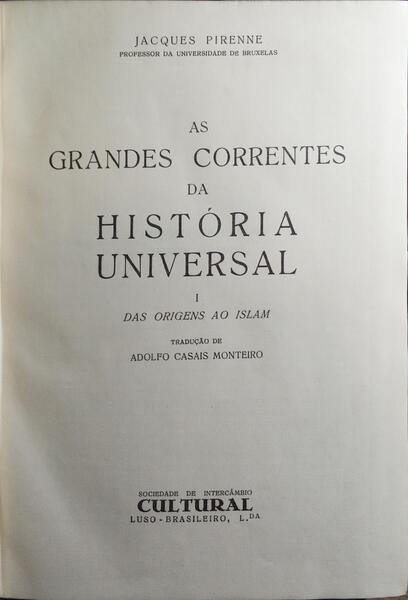 JACQUES PIRENNE
PROFESSOR DA UNIVERSIDADE DE BRUXELAS
AS
GRANDES CORRENTES
DA
HISTÓRIA
UNIVERSAL
I
DAS ORIGENS AO ISLAM
TRADUÇÃO DE
ADOLFO CASAIS MONTEIRO
SOCIEDADE DE INTERCÂMBIO
CULTURAL
LUSO-BRASILEIRO, L.DA